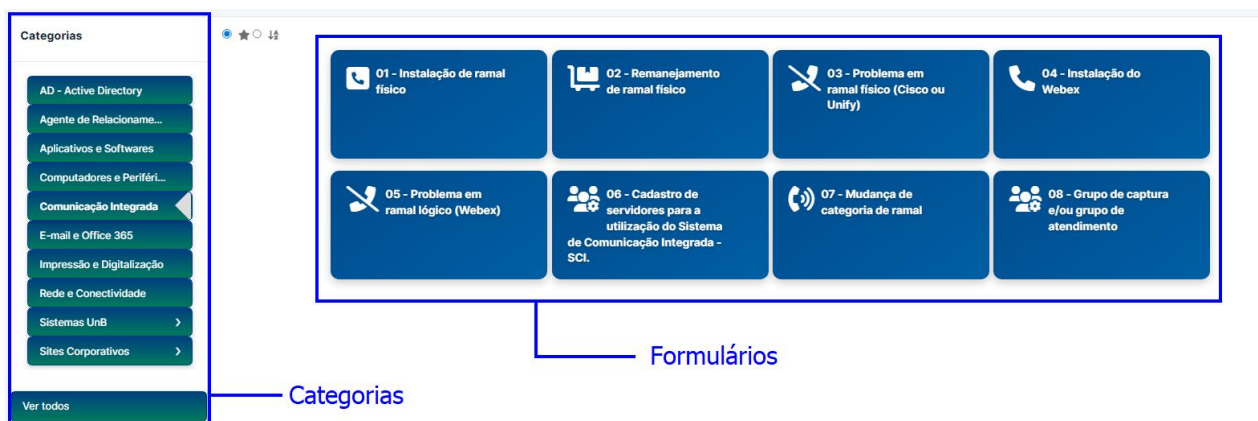 Categorias
AD - Active Directory
Agente de Relacioname...
Aplicativos e Softwares
Computadores e Periféri...
Comunicação Integrada
E-mail e Office 365
Impressão e Digitalização
Rede e Conectividade
Sistemas UnB
Sites Corporativos
Ver todos
01 - Instalação de ramal
físico
02 - Remanejamento
de ramal físico
03 - Problema em
ramal físico (Cisco ou
Unify)
04 - Instalação do
Webex
05 - Problema em
ramal lógico (Webex)
06 - Cadastro de
servidores para a
utilização do Sistema
de Comunicação Integrada -
SCI.
07 - Mudança de
categoria de ramal
08 - Grupo de captura
e/ou grupo de
atendimento
Formulários
Categorias